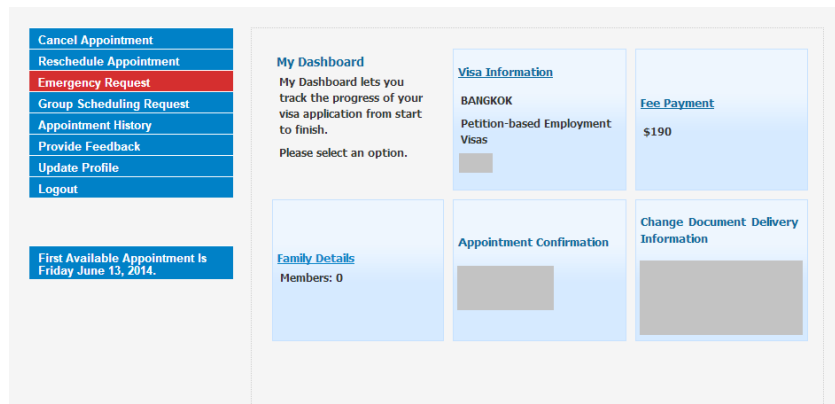 Cancel Appointment
Reschedule Appointment
Emergency Request
Group Scheduling Request
Appointment History
Provide Feedback
Update Profile
Logout
First Available Appointment Is
Friday June 13, 2014.
My Dashboard
My Dashboard lets you
track the progress of your
visa application from start
to finish.
Please select an option.
Visa Information
BANGKOK
Petition-based Employment
Visas
Fee Payment
$190
Family Details
Members: 0
Appointment Confirmation
Change Document Delivery
Information